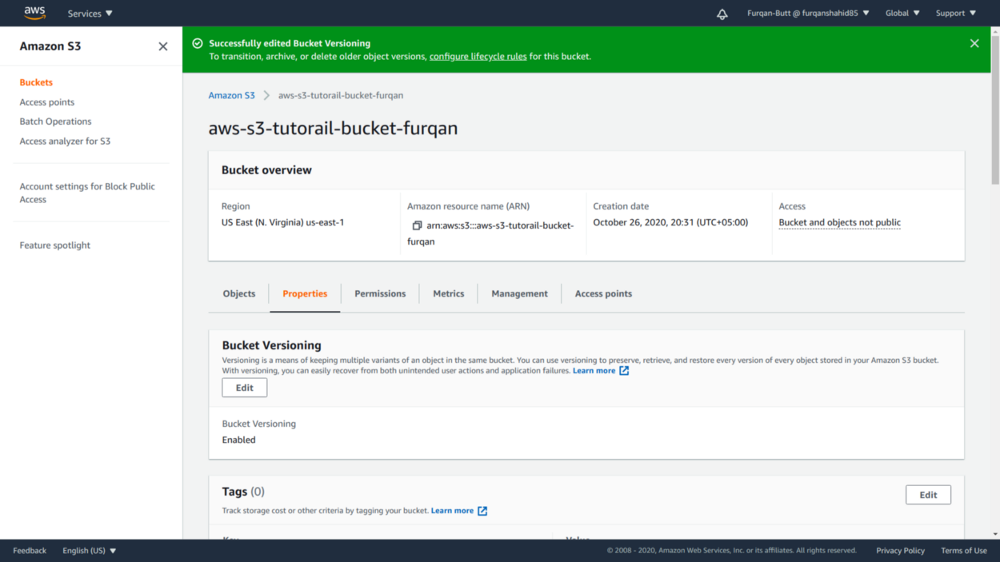 aws
Services
Furqan-Butt @ furqanshahid85
Global
Support
Amazon S3
Buckets
Access points
Batch Operations
Access analyzer for S3
Account settings for Block Public
Access
Feature spotlight
Successfully edited Bucket Versioning
To transition, archive, or delete older object versions, configure lifecycle rules for this bucket.
Amazon S3
aws-s3-tutorail-bucket-furqan
aws-s3-tutorail-bucket-furqan
Bucket overview
Region
US East (N. Virginia) us-east-1
Amazon resource name (ARN)
arn:aws:s3:::aws-s3-tutorail-bucket-
furqan
Creation date
October 26, 2020, 20:31 (UTC+05:00)
Access
Bucket and objects not public
Objects
Properties
Permissions
Metrics
Management
Access points
Bucket Versioning
Versioning is a means of keeping multiple variants of an object in the same bucket. You can use versioning to preserve, retrieve, and restore every version of every object stored in your Amazon S3 bucket.
With versioning, you can easily recover from both unintended user actions and application failures. Learn more
Edit
Bucket Versioning
Enabled
Tags (0)
Edit
Track storage cost or other criteria by tagging your bucket. Learn more
Feedback
English (US)
© 2008 - 2020, Amazon Web Services, Inc. or its affiliates. All rights reserved.
Privacy Policy
Terms of Use